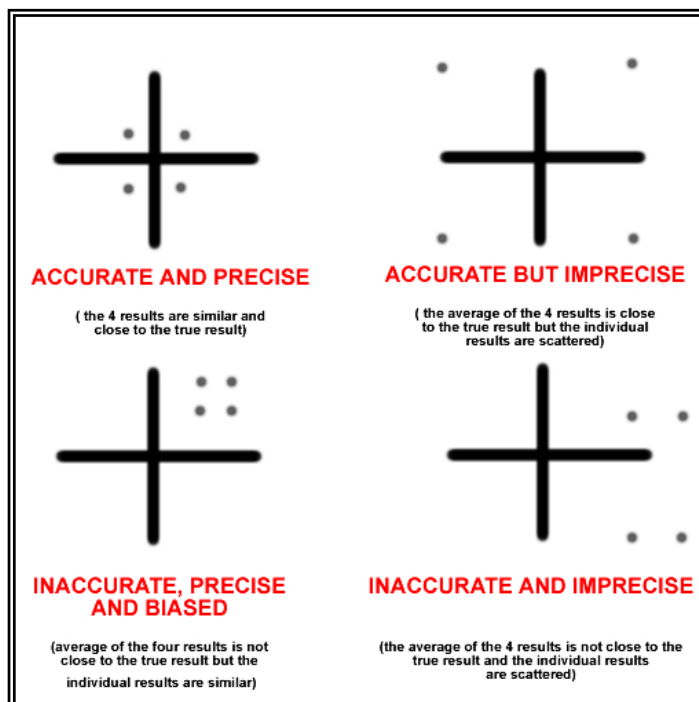 ACCURATE AND PRECISE
( the 4 results are similar and
close to the true result)
ACCURATE BUT IMPRECISE
( the average of the 4 results is close
to the true result but the individual
results are scattered)
INACCURATE, PRECISE
AND BIASED
(average of the four results is not
close to the true result but the
individual results are similar)
INACCURATE AND IMPRECISE
(the average of the 4 results is not close to the
true result and the individual results
are scattered)